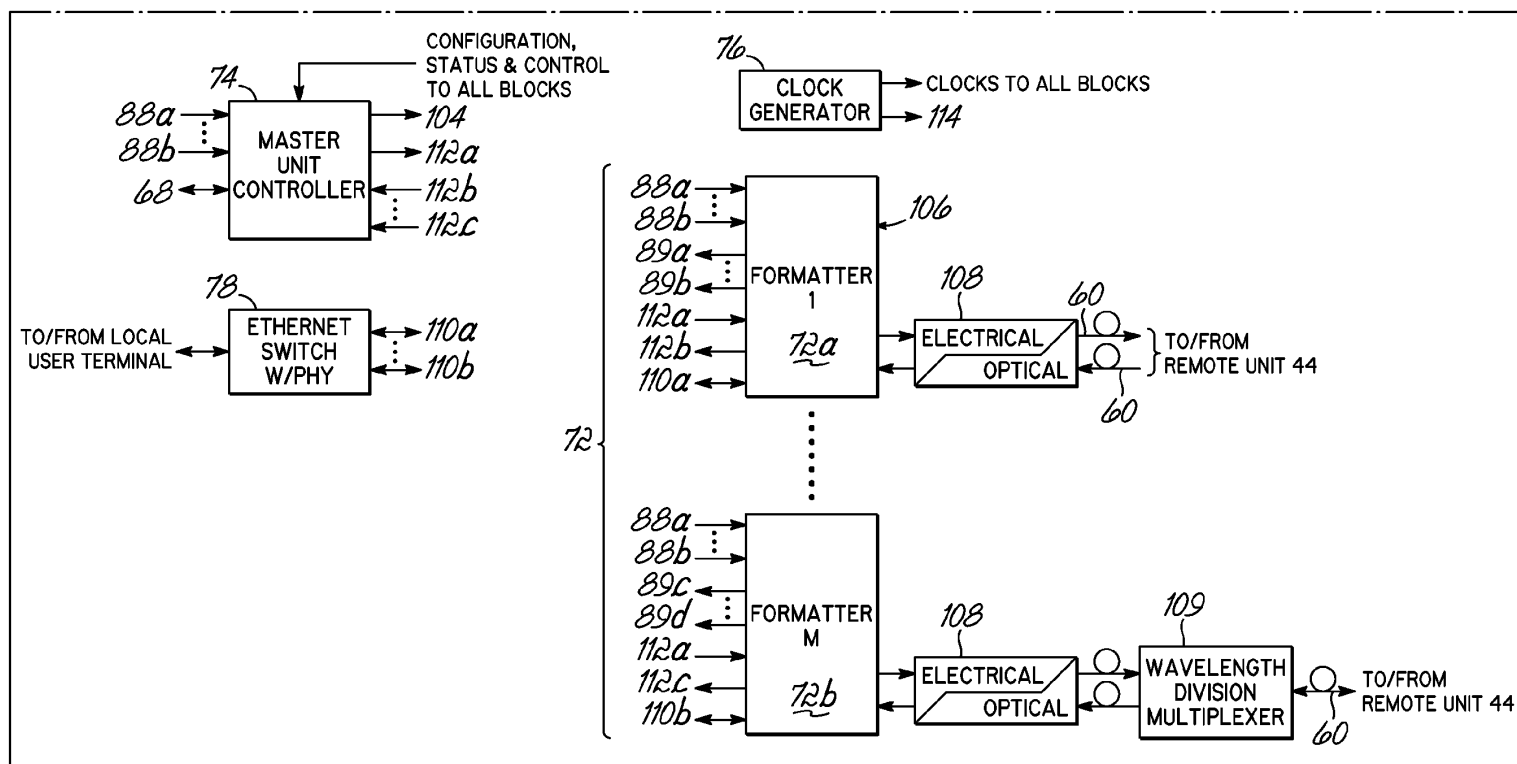 CONFIGURATION,
STATUS & CONTROL
TO ALL BLOCKS
74
88a
88b
68
MASTER
UNIT
CONTROLLER
104
112a
112b
112c
76
CLOCK
GENERATOR
CLOCKS TO ALL BLOCKS
114
78
TO/FROM LOCAL
USER TERMINAL
ETHERNET
SWITCH
W/PHY
110a
110b
72
88a
88b
89a
89b
112a
112b
110a
FORMATTER
1
72a
106
108
ELECTRICAL
OPTICAL
60
60
TO/FROM
REMOTE UNIT 44
88a
88b
89c
89d
112a
112c
110b
FORMATTER
M
72b
108
ELECTRICAL
OPTICAL
109
WAVELENGTH
DIVISION
MULTIPLEXER
60
TO/FROM
REMOTE UNIT 44